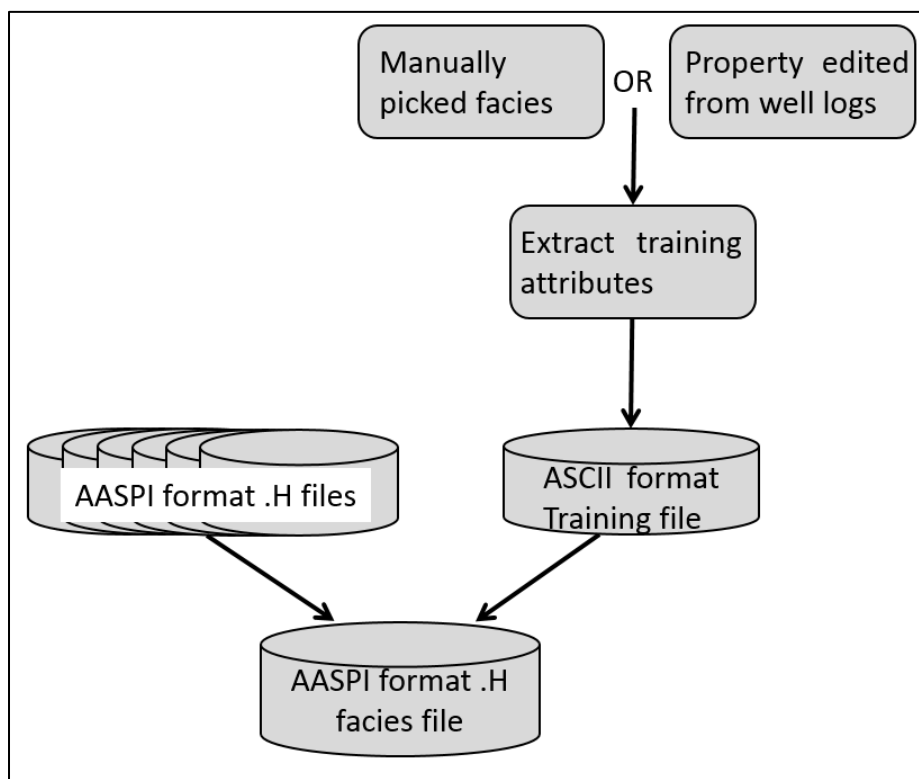 Manually
picked facies
OR
Property edited
from well logs
Extract training
attributes
AASPI format .H files
ASCII format
Training file
AASPI format .H
facies file